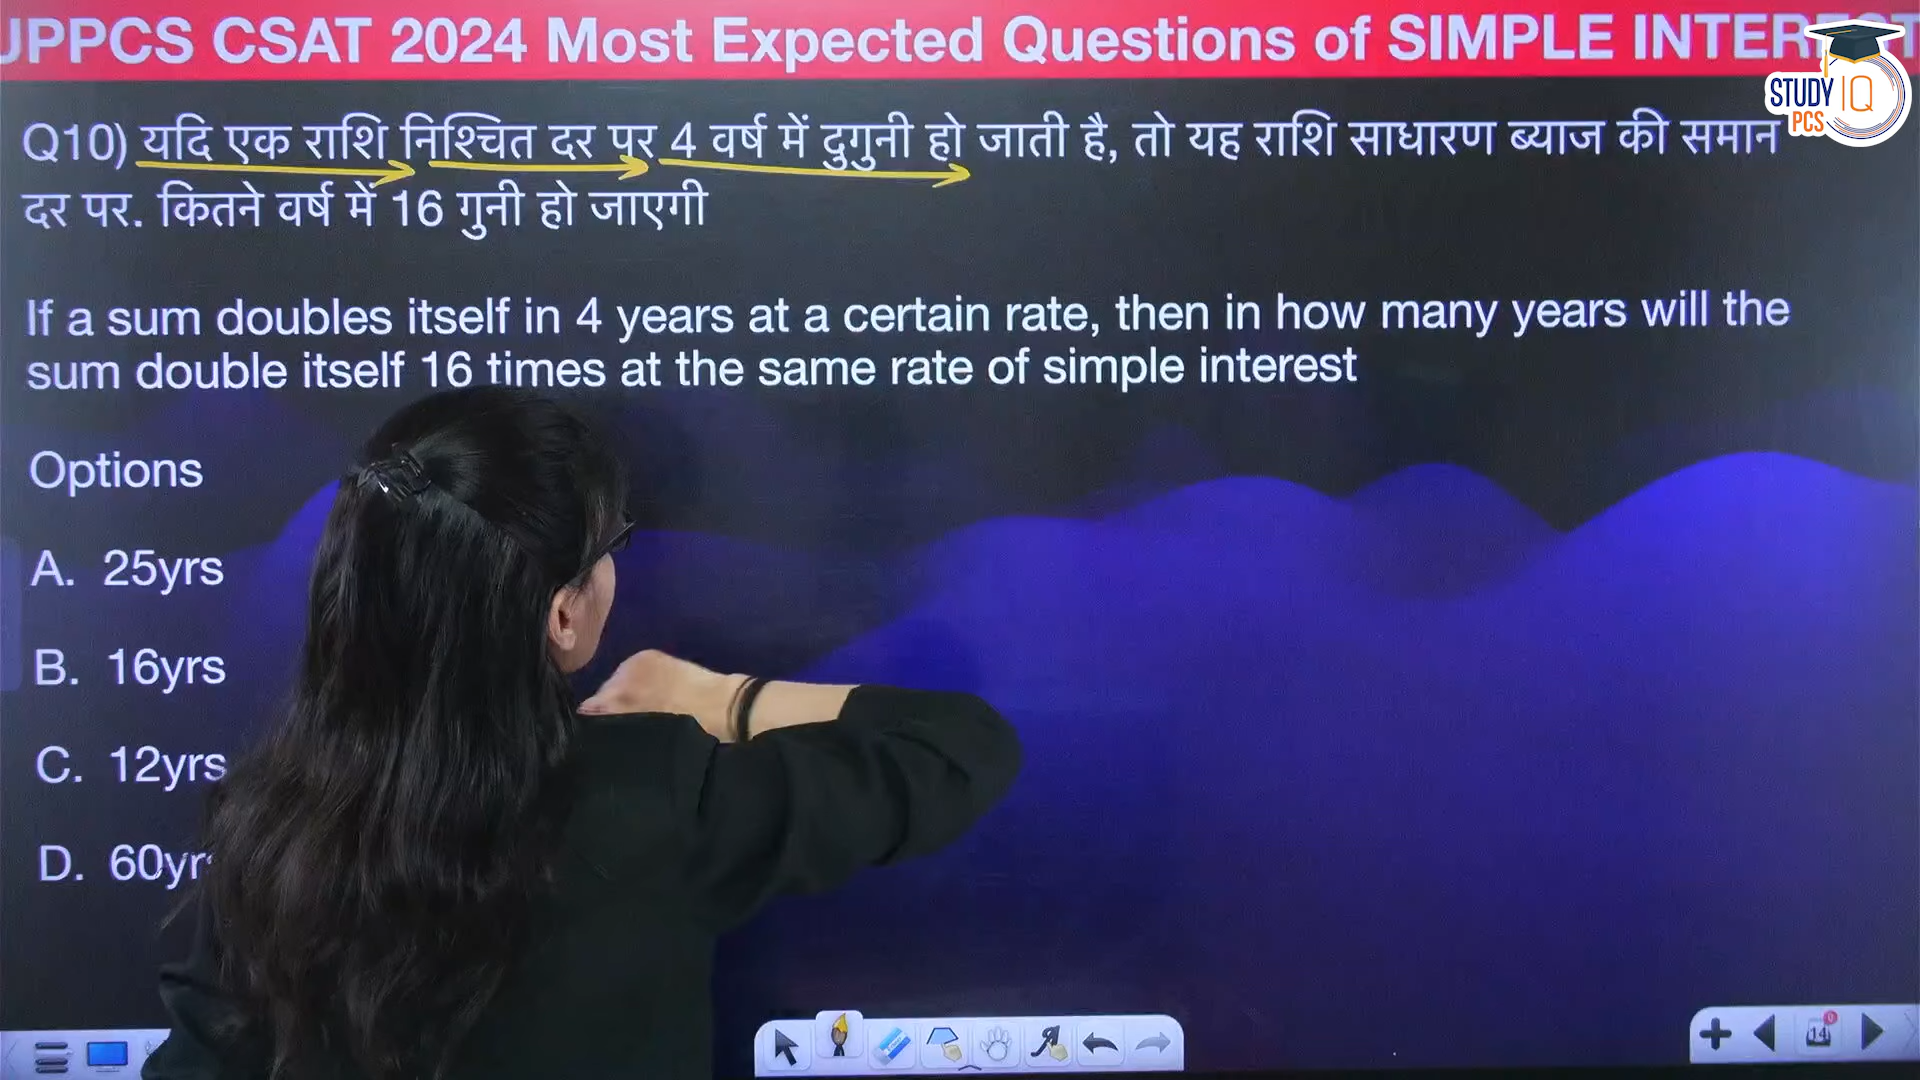 UPPCS CSAT 2024 Most Expected Questions of SIMPLE INTEREST
STUDY IQ
PCS
Q10) यदि एक राशि निश्चित दर पर 4 वर्ष में दुगुनी हो जाती है, तो यह राशि साधारण ब्याज की समान
दर पर. कितने वर्ष में 16 गुनी हो जाएगी
If a sum doubles itself in 4 years at a certain rate, then in how many years will the
sum double itself 16 times at the same rate of simple interest
Options
A. 25yrs
B. 16yrs
C. 12yrs
D. 60yrs
14